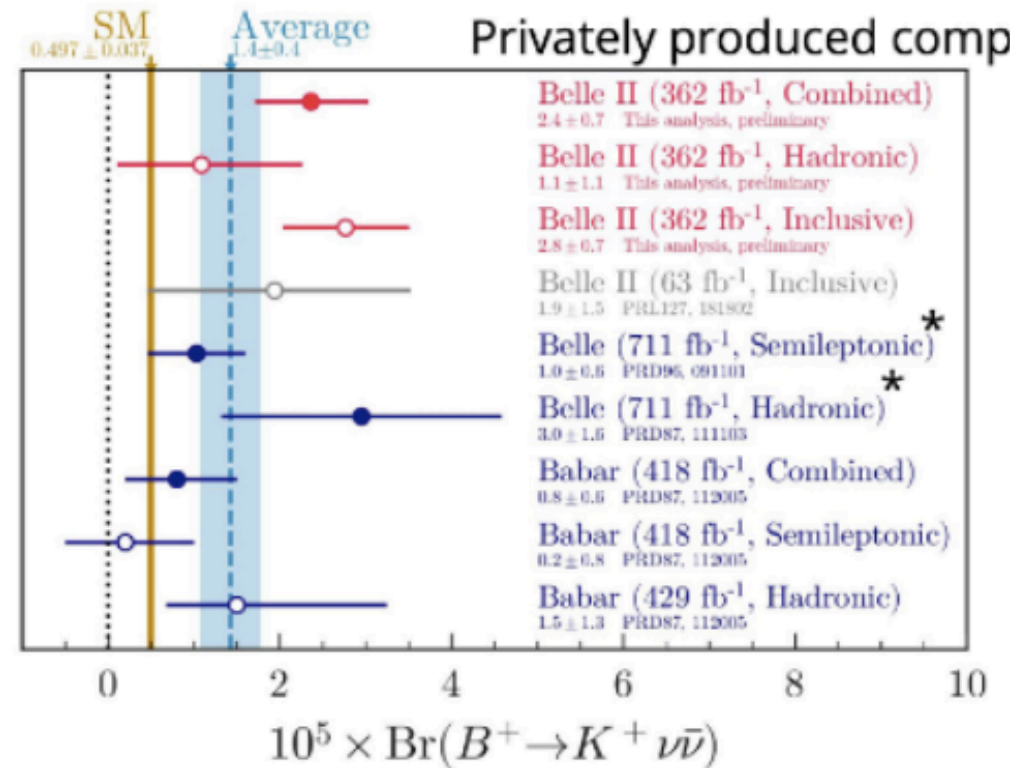 SM
0.497 ± 0.037
Average
1.4±0.4
Privately produced comp
Belle II (362 fb⁻¹, Combined)
2.4±0.7 This analysis, preliminary
Belle II (362 fb⁻¹, Hadronic)
1.1±1.1 This analysis, preliminary
Belle II (362 fb⁻¹, Inclusive)
2.8±0.7 This analysis, preliminary
Belle II (63 fb⁻¹, Inclusive)
1.9±1.5 PRL127, 181802
Belle (711 fb⁻¹, Semileptonic)*
1.0±0.6 PRD96, 091101
Belle (711 fb⁻¹, Hadronic)*
3.0±1.6 PRD87, 111103
Babar (418 fb⁻¹, Combined)
0.8±0.6 PRD87, 112005
Babar (418 fb⁻¹, Semileptonic)
0.2±0.8 PRD87, 112005
Babar (429 fb⁻¹, Hadronic)
1.5±1.3 PRD87, 112005
0 2 4 6 8 10
10⁵ × Br(B⁺→K⁺νν̄)